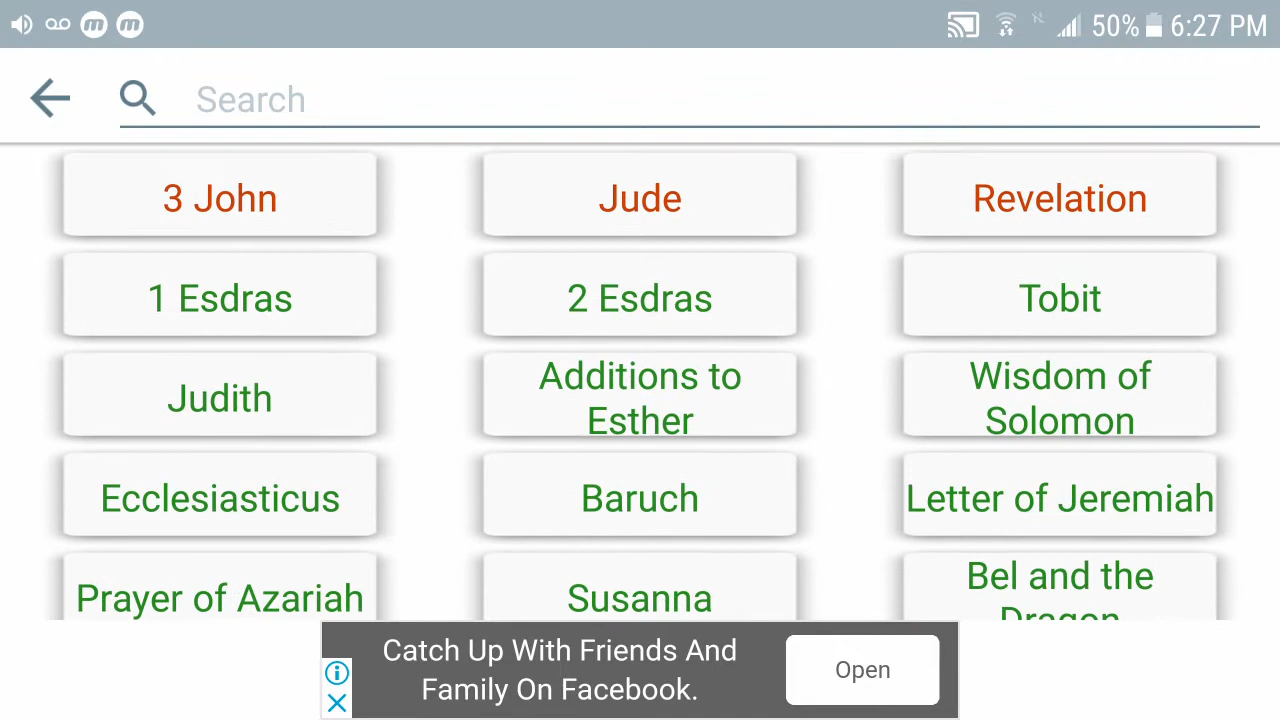 50% 6:27 PM
Search
3 John
Jude
Revelation
1 Esdras
2 Esdras
Tobit
Judith
Additions to
Esther
Wisdom of
Solomon
Ecclesiasticus
Baruch
Letter of Jeremiah
Prayer of Azariah
Susanna
Bel and the
Dragon
Catch Up With Friends And
Family On Facebook.
Open